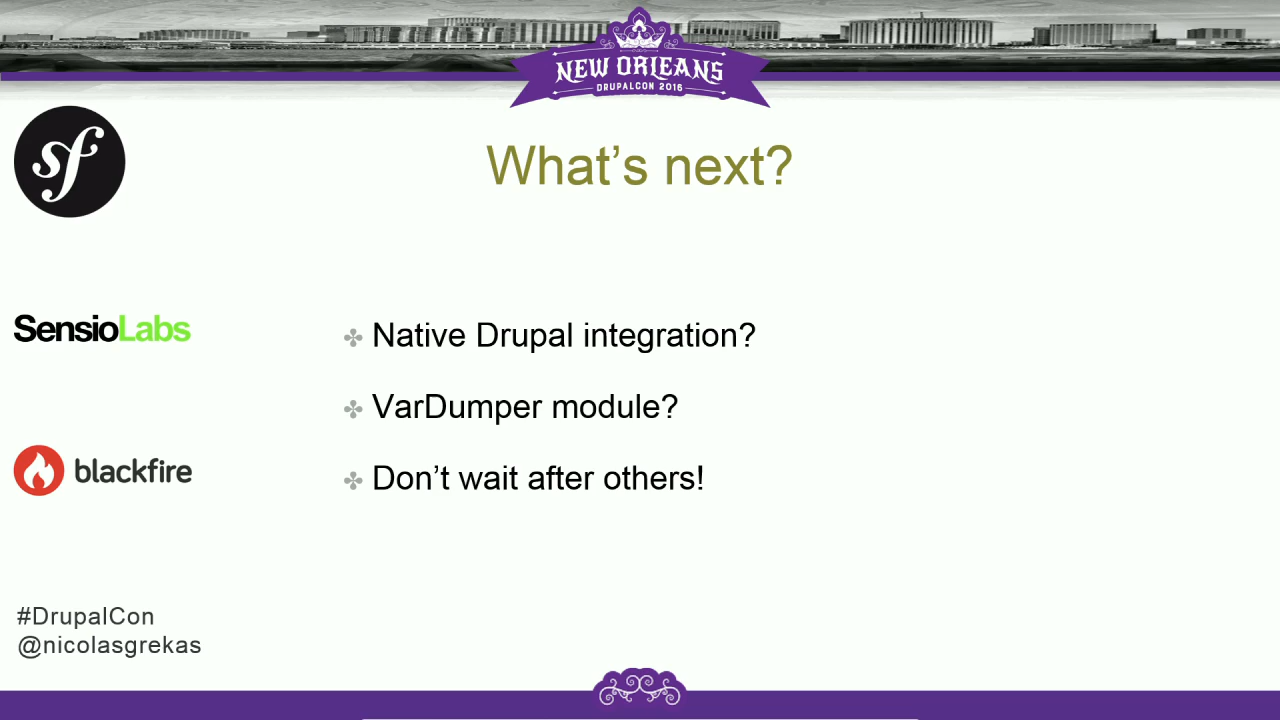 NEW ORLEANS
DRUPALCON 2016
sf
What’s next?
SensioLabs
Native Drupal integration?
VarDumper module?
blackfire
Don’t wait after others!
#DrupalCon
@nicolasgrekas